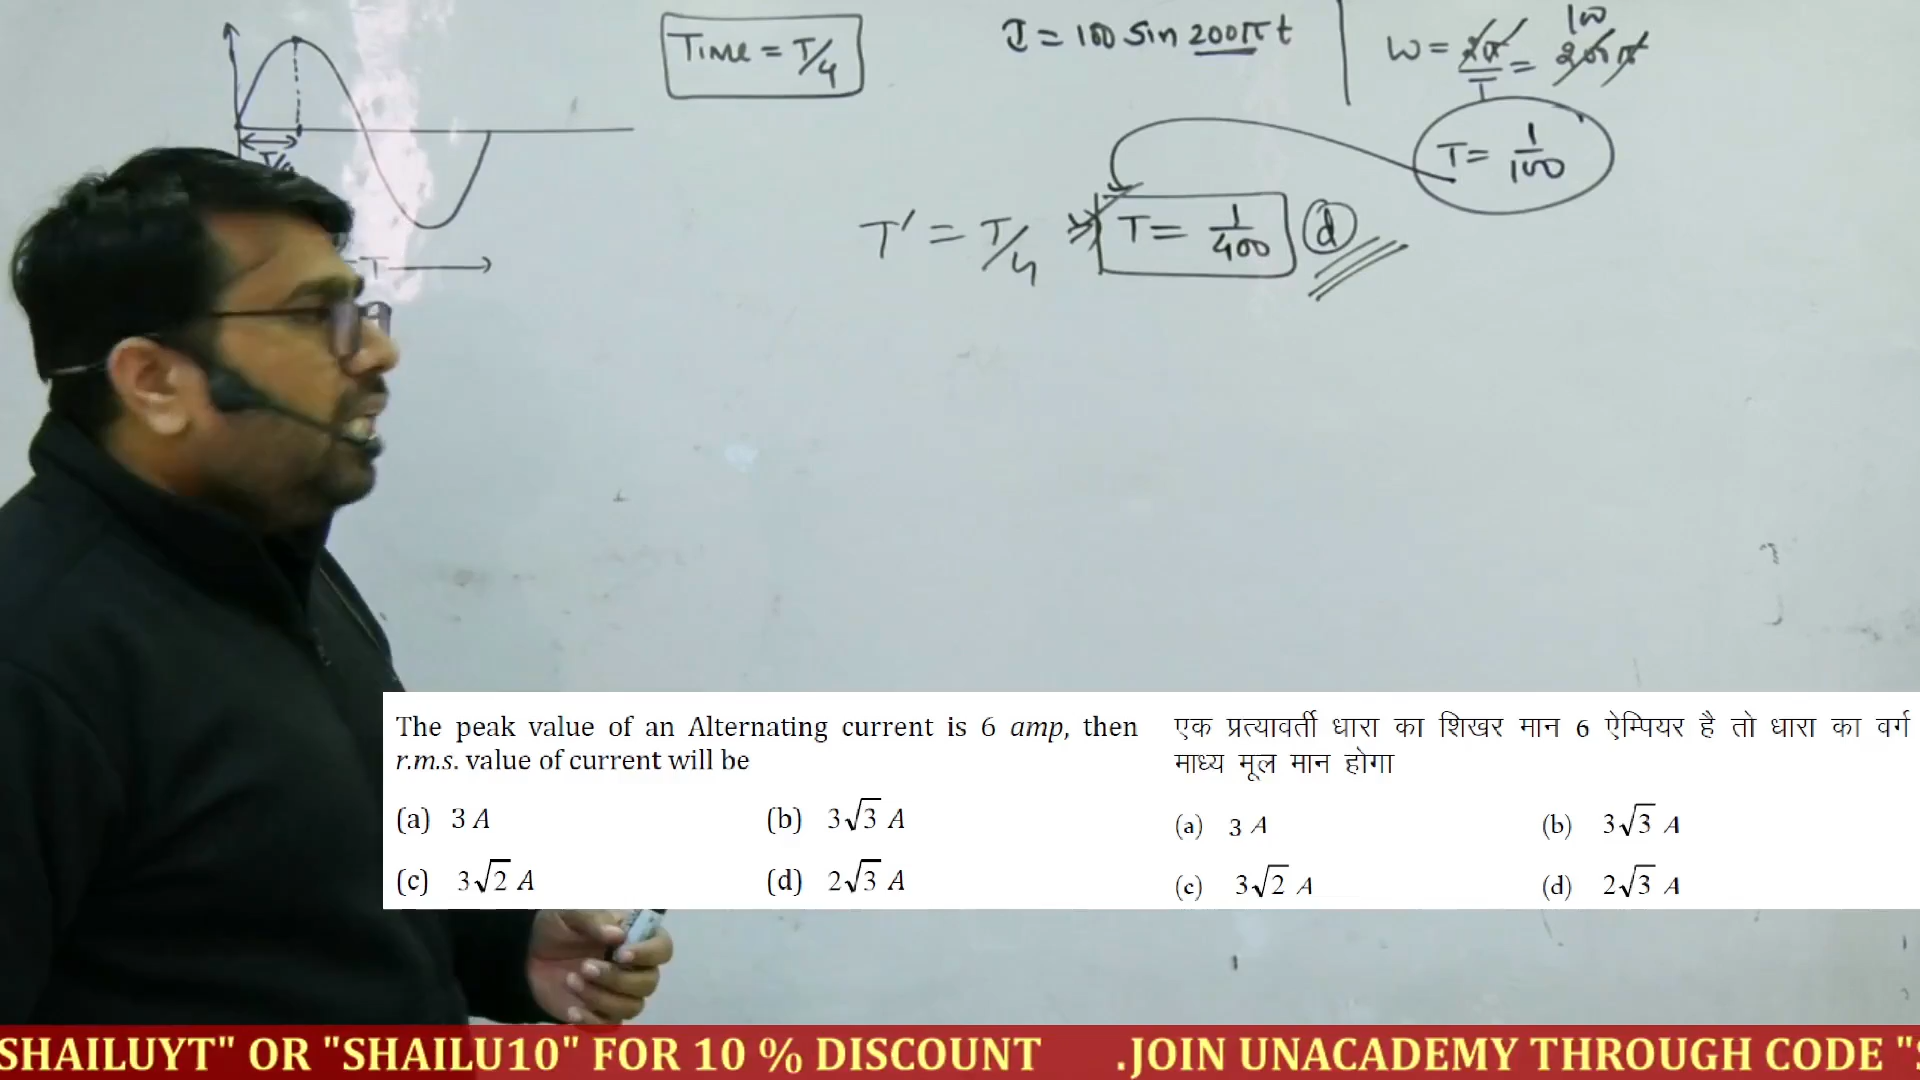 Time = T/4
I = 100 Sin 200πt
ω = 2π/T = 200π
100
T = 1/100
T' = T/4
T = 1/400
(d)
T
The peak value of an Alternating current is 6 amp, then
r.m.s. value of current will be
(a) 3 A
(b) 3√3 A
(c) 3√2 A
(d) 2√3 A
एक प्रत्यावर्ती धारा का शिखर मान 6 ऐम्पियर है तो धारा का वर्ग
माध्य मूल मान होगा
(a) 3 A
(b) 3√3 A
(c) 3√2 A
(d) 2√3 A
SHAILUYT" OR "SHAILU10" FOR 10 % DISCOUNT .JOIN UNACADEMY THROUGH CODE "